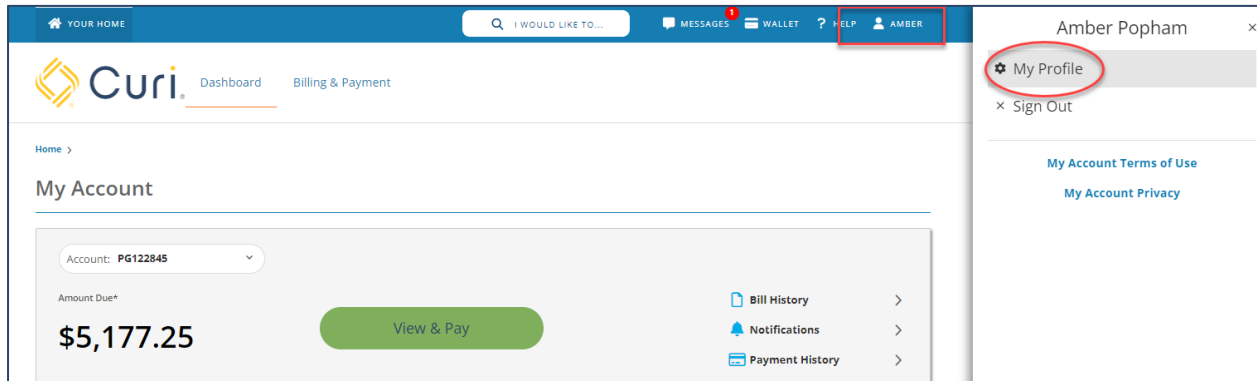 YOUR HOME
I WOULD LIKE TO...
MESSAGES 1
WALLET
? HELP
AMBER
Curi®
Dashboard
Billing & Payment
Home >
My Account
Account: PG122845
Amount Due*
$5,177.25
View & Pay
Bill History >
Notifications >
Payment History >
Amber Popham ×
My Profile
× Sign Out
My Account Terms of Use
My Account Privacy